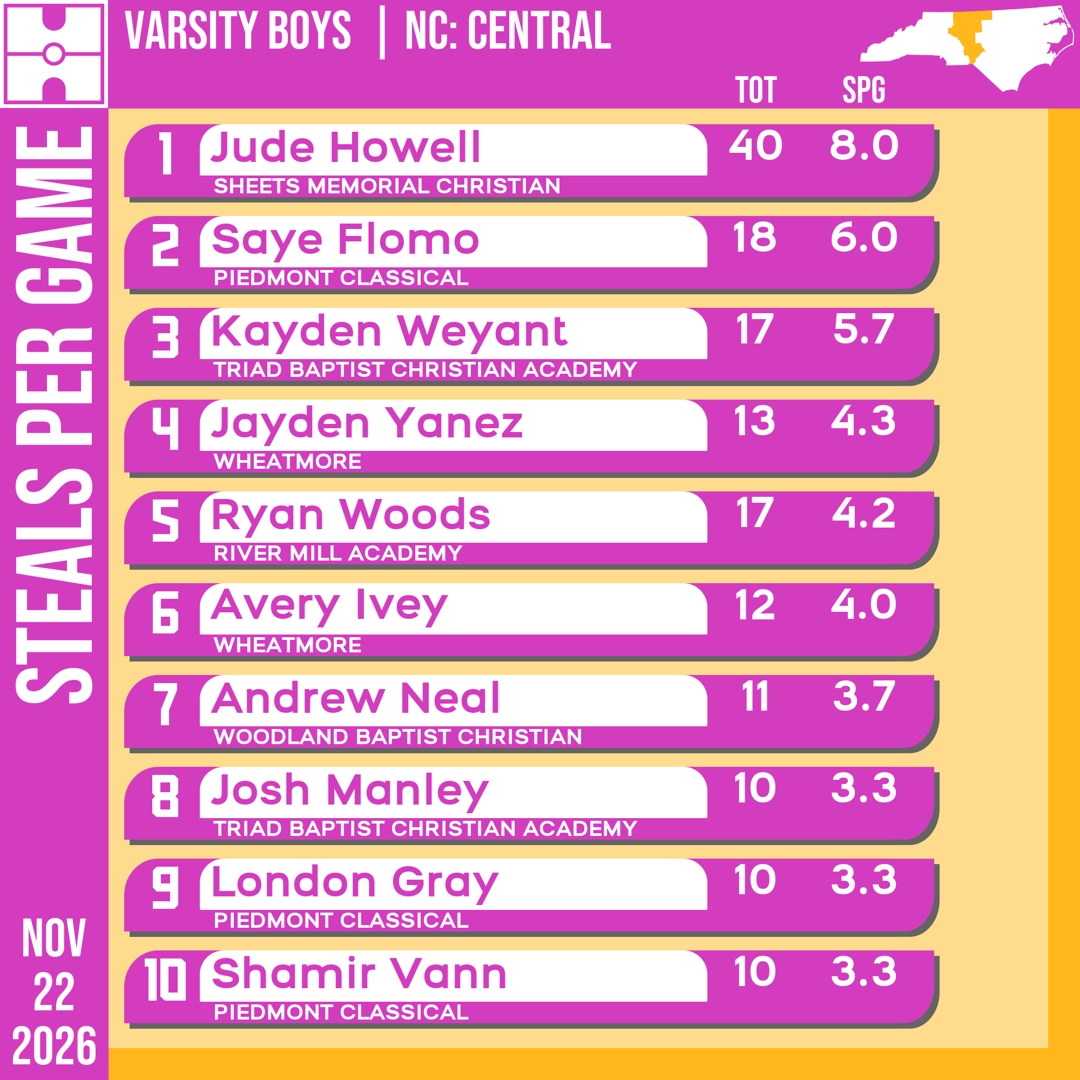 VARSITY BOYS | NC: CENTRAL
TOT SPG
STEALS PER GAME
1 Jude Howell 40 8.0
SHEETS MEMORIAL CHRISTIAN
2 Saye Flomo 18 6.0
PIEDMONT CLASSICAL
3 Kayden Weyant 17 5.7
TRIAD BAPTIST CHRISTIAN ACADEMY
4 Jayden Yanez 13 4.3
WHEATMORE
5 Ryan Woods 17 4.2
RIVER MILL ACADEMY
6 Avery Ivey 12 4.0
WHEATMORE
7 Andrew Neal 11 3.7
WOODLAND BAPTIST CHRISTIAN
8 Josh Manley 10 3.3
TRIAD BAPTIST CHRISTIAN ACADEMY
9 London Gray 10 3.3
PIEDMONT CLASSICAL
10 Shamir Vann 10 3.3
PIEDMONT CLASSICAL
NOV
22
2026